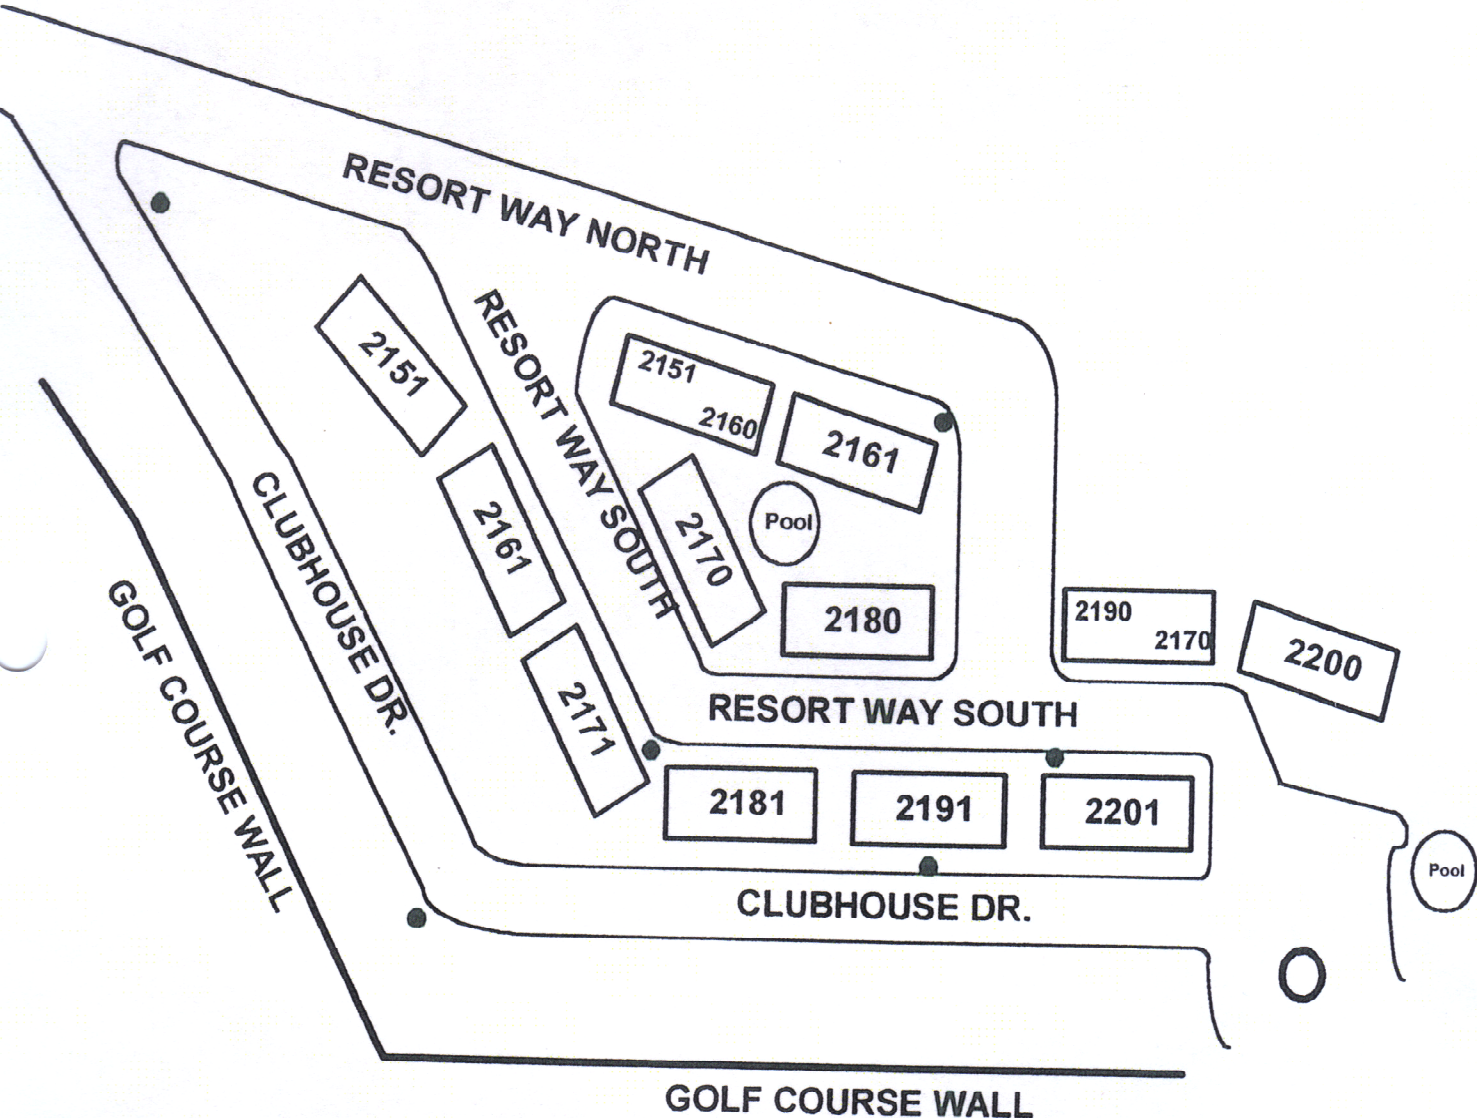 RESORT WAY NORTH
RESORT WAY SOUTH
2151
2151
2160
2161
2161
2170
Pool
2180
2171
2190
2170
2200
RESORT WAY SOUTH
CLUBHOUSE DR.
GOLF COURSE WALL
2181
2191
2201
Pool
CLUBHOUSE DR.
GOLF COURSE WALL